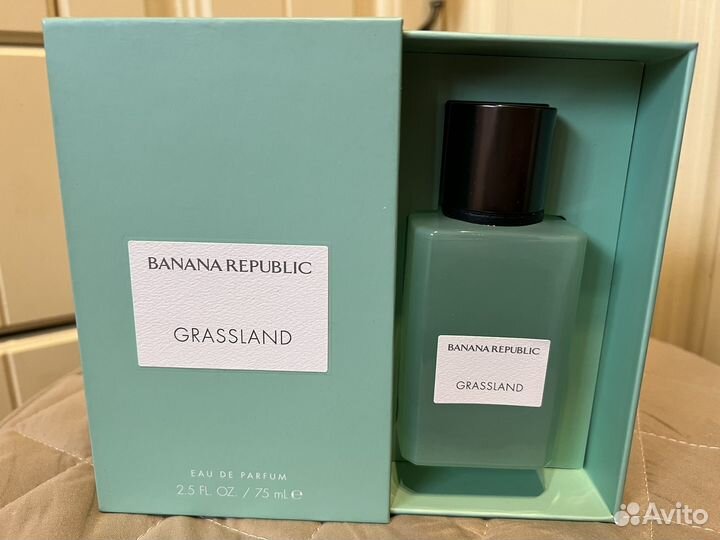 BANANA REPUBLIC
GRASSLAND
EAU DE PARFUM
2.5 FL. OZ. / 75 mL ℮
BANANA REPUBLIC
GRASSLAND
Avito